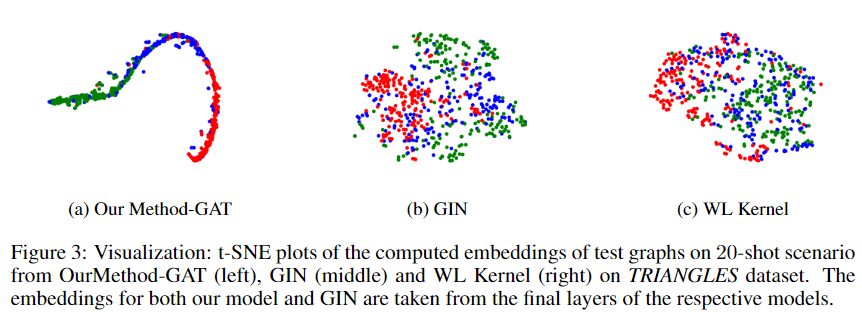 (a) Our Method-GAT
(b) GIN
(c) WL Kernel
Figure 3: Visualization: t-SNE plots of the computed embeddings of test graphs on 20-shot scenario
from OurMethod-GAT (left), GIN (middle) and WL Kernel (right) on TRIANGLES dataset. The
embeddings for both our model and GIN are taken from the final layers of the respective models.